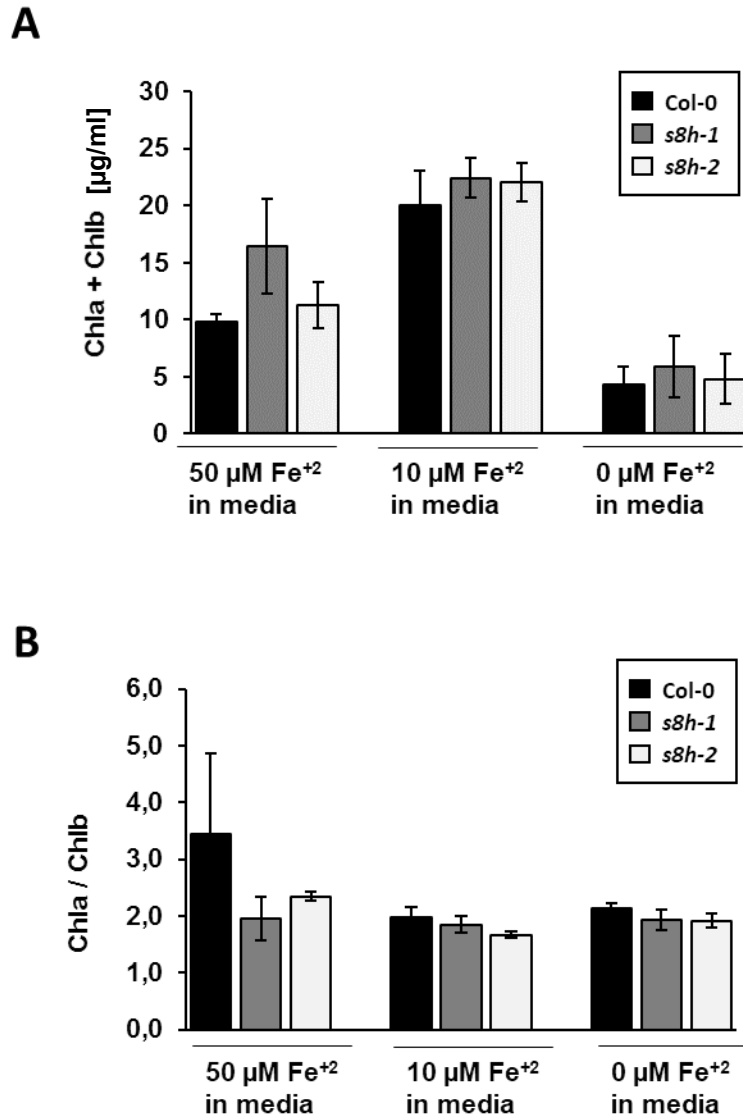 A
30
25
20
15
10
5
0
Chla + Chlb [µg/ml]
Col-0
s8h-1
s8h-2
50 µM Fe⁺²
in media
10 µM Fe⁺²
in media
0 µM Fe⁺²
in media
B
6,0
5,0
4,0
3,0
2,0
1,0
0,0
Chla / Chlb
Col-0
s8h-1
s8h-2
50 µM Fe⁺²
in media
10 µM Fe⁺²
in media
0 µM Fe⁺²
in media